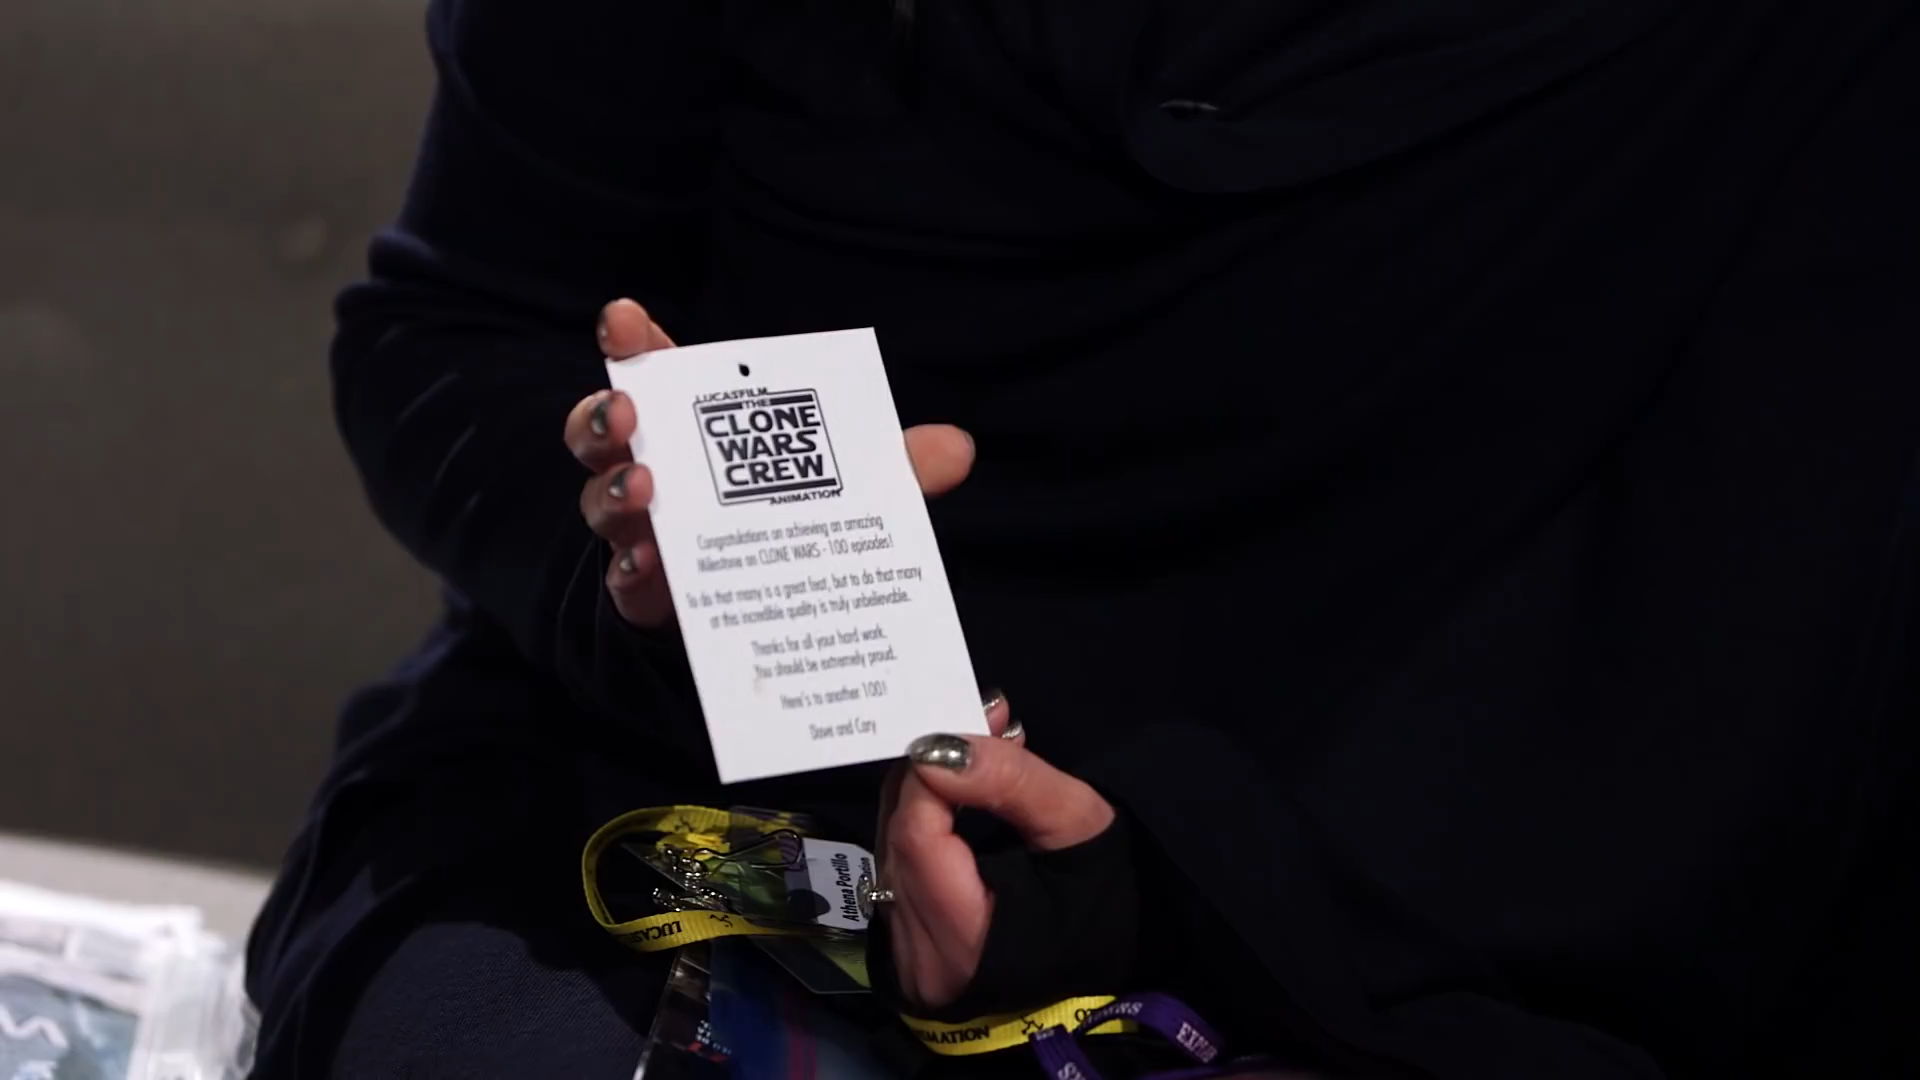 LUCASFILM
THE
CLONE
WARS
CREW
ANIMATION
Congratulations on achieving an amazing
Milestone on CLONE WARS - 100 episodes!
To do that many is a great feat, but to do that many
at this incredible quality is truly unbelievable.
Thanks for all your hard work.
You should be extremely proud.
Here's to another 100!
Dave and Cary
Athena Portillo
LUCASF
IMATION